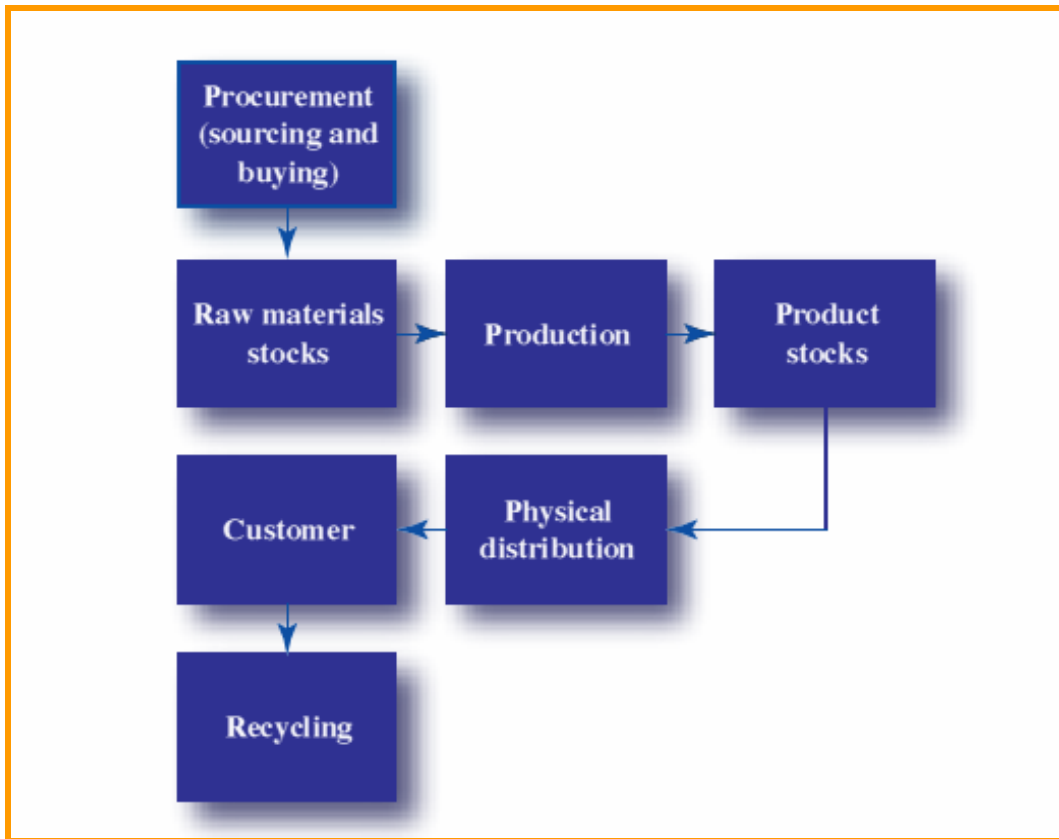 Procurement
(sourcing and
buying)
Raw materials
stocks
Production
Product
stocks
Customer
Physical
distribution
Recycling